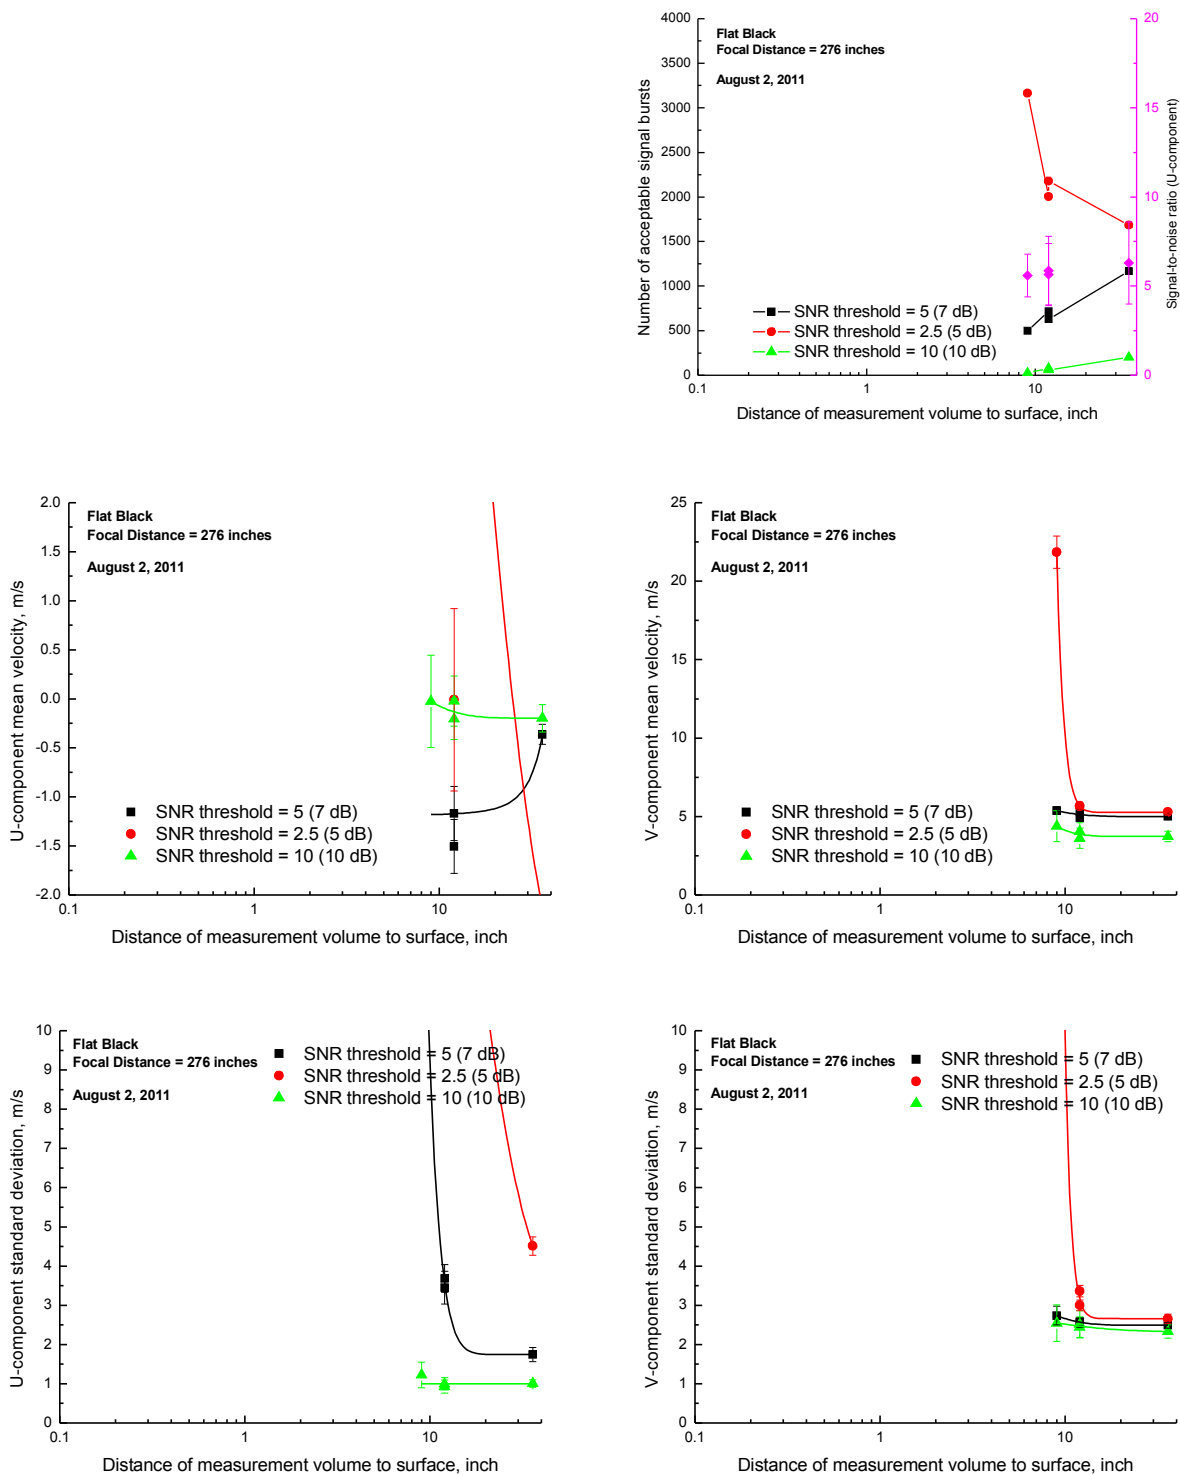 Flat Black
Focal Distance = 276 inches
August 2, 2011
Number of acceptable signal bursts
4000
3500
3000
2500
2000
1500
1000
500
0
20
15
10
5
0
Signal-to-noise ratio (U-component)
SNR threshold = 5 (7 dB)
SNR threshold = 2.5 (5 dB)
SNR threshold = 10 (10 dB)
0.1 1 10
Distance of measurement volume to surface, inch
Flat Black
Focal Distance = 276 inches
August 2, 2011
U-component mean velocity, m/s
2.0
1.5
1.0
0.5
0.0
-0.5
-1.0
-1.5
-2.0
SNR threshold = 5 (7 dB)
SNR threshold = 2.5 (5 dB)
SNR threshold = 10 (10 dB)
0.1 1 10
Distance of measurement volume to surface, inch
Flat Black
Focal Distance = 276 inches
August 2, 2011
V-component mean velocity, m/s
25
20
15
10
5
0
SNR threshold = 5 (7 dB)
SNR threshold = 2.5 (5 dB)
SNR threshold = 10 (10 dB)
0.1 1 10
Distance of measurement volume to surface, inch
Flat Black
Focal Distance = 276 inches
August 2, 2011
SNR threshold = 5 (7 dB)
SNR threshold = 2.5 (5 dB)
SNR threshold = 10 (10 dB)
U-component standard deviation, m/s
10
9
8
7
6
5
4
3
2
1
0
0.1 1 10
Distance of measurement volume to surface, inch
Flat Black
Focal Distance = 276 inches
August 2, 2011
SNR threshold = 5 (7 dB)
SNR threshold = 2.5 (5 dB)
SNR threshold = 10 (10 dB)
V-component standard deviation, m/s
10
9
8
7
6
5
4
3
2
1
0
0.1 1 10
Distance of measurement volume to surface, inch